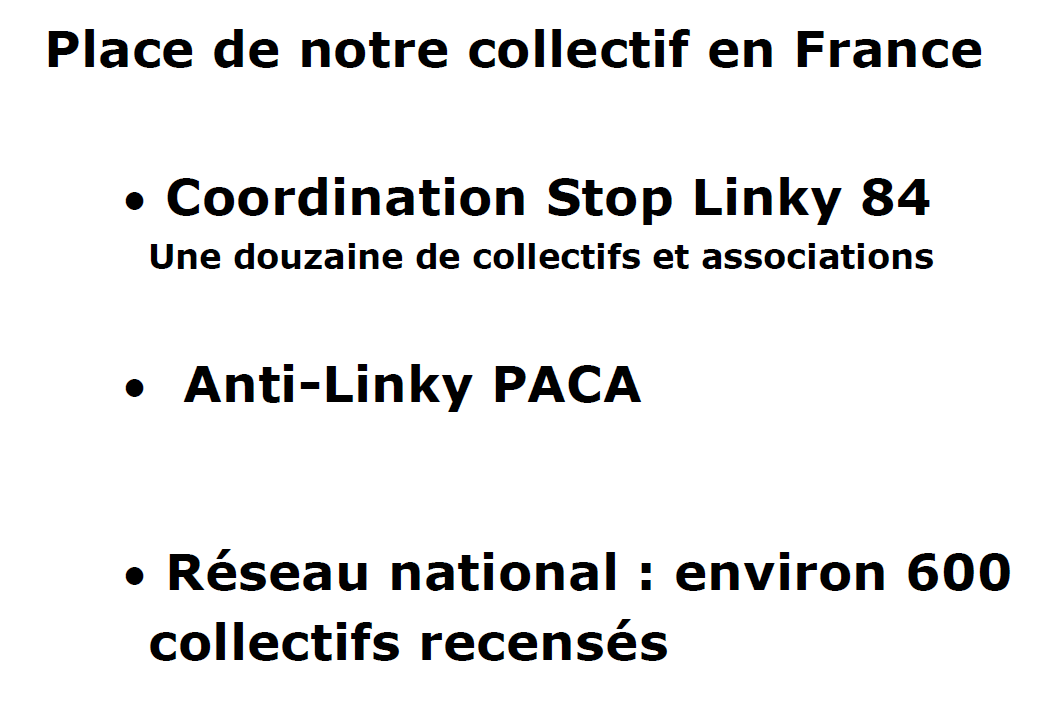 Place de notre collectif en France
• Coordination Stop Linky 84
Une douzaine de collectifs et associations
• Anti-Linky PACA
• Réseau national : environ 600
collectifs recensés